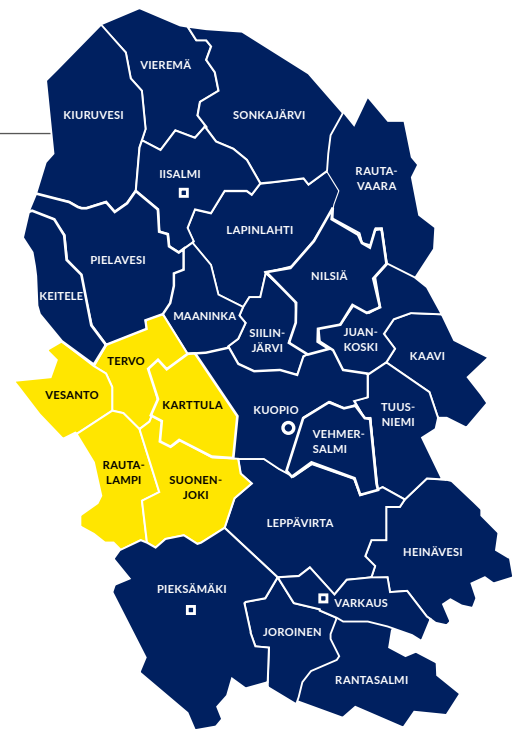 VIEREMÄ
KIURUVESI
SONKAJÄRVI
IISALMI
RAUTA-
VAARA
LAPINLAHTI
PIELAVESI
NILSIÄ
KEITELE
MAANINKA
SIILIN-
JÄRVI
JUAN-
KOSKI
KAAVI
TERVO
VESANTO
KARTTULA
KUOPIO
TUUS-
NIEMI
VEHMER-
SALMI
RAUTA-
LAMPI
SUONEN-
JOKI
LEPPÄVIRTA
HEINÄVESI
PIEKSÄMÄKI
VARKAUS
JOROINEN
RANTASALMI